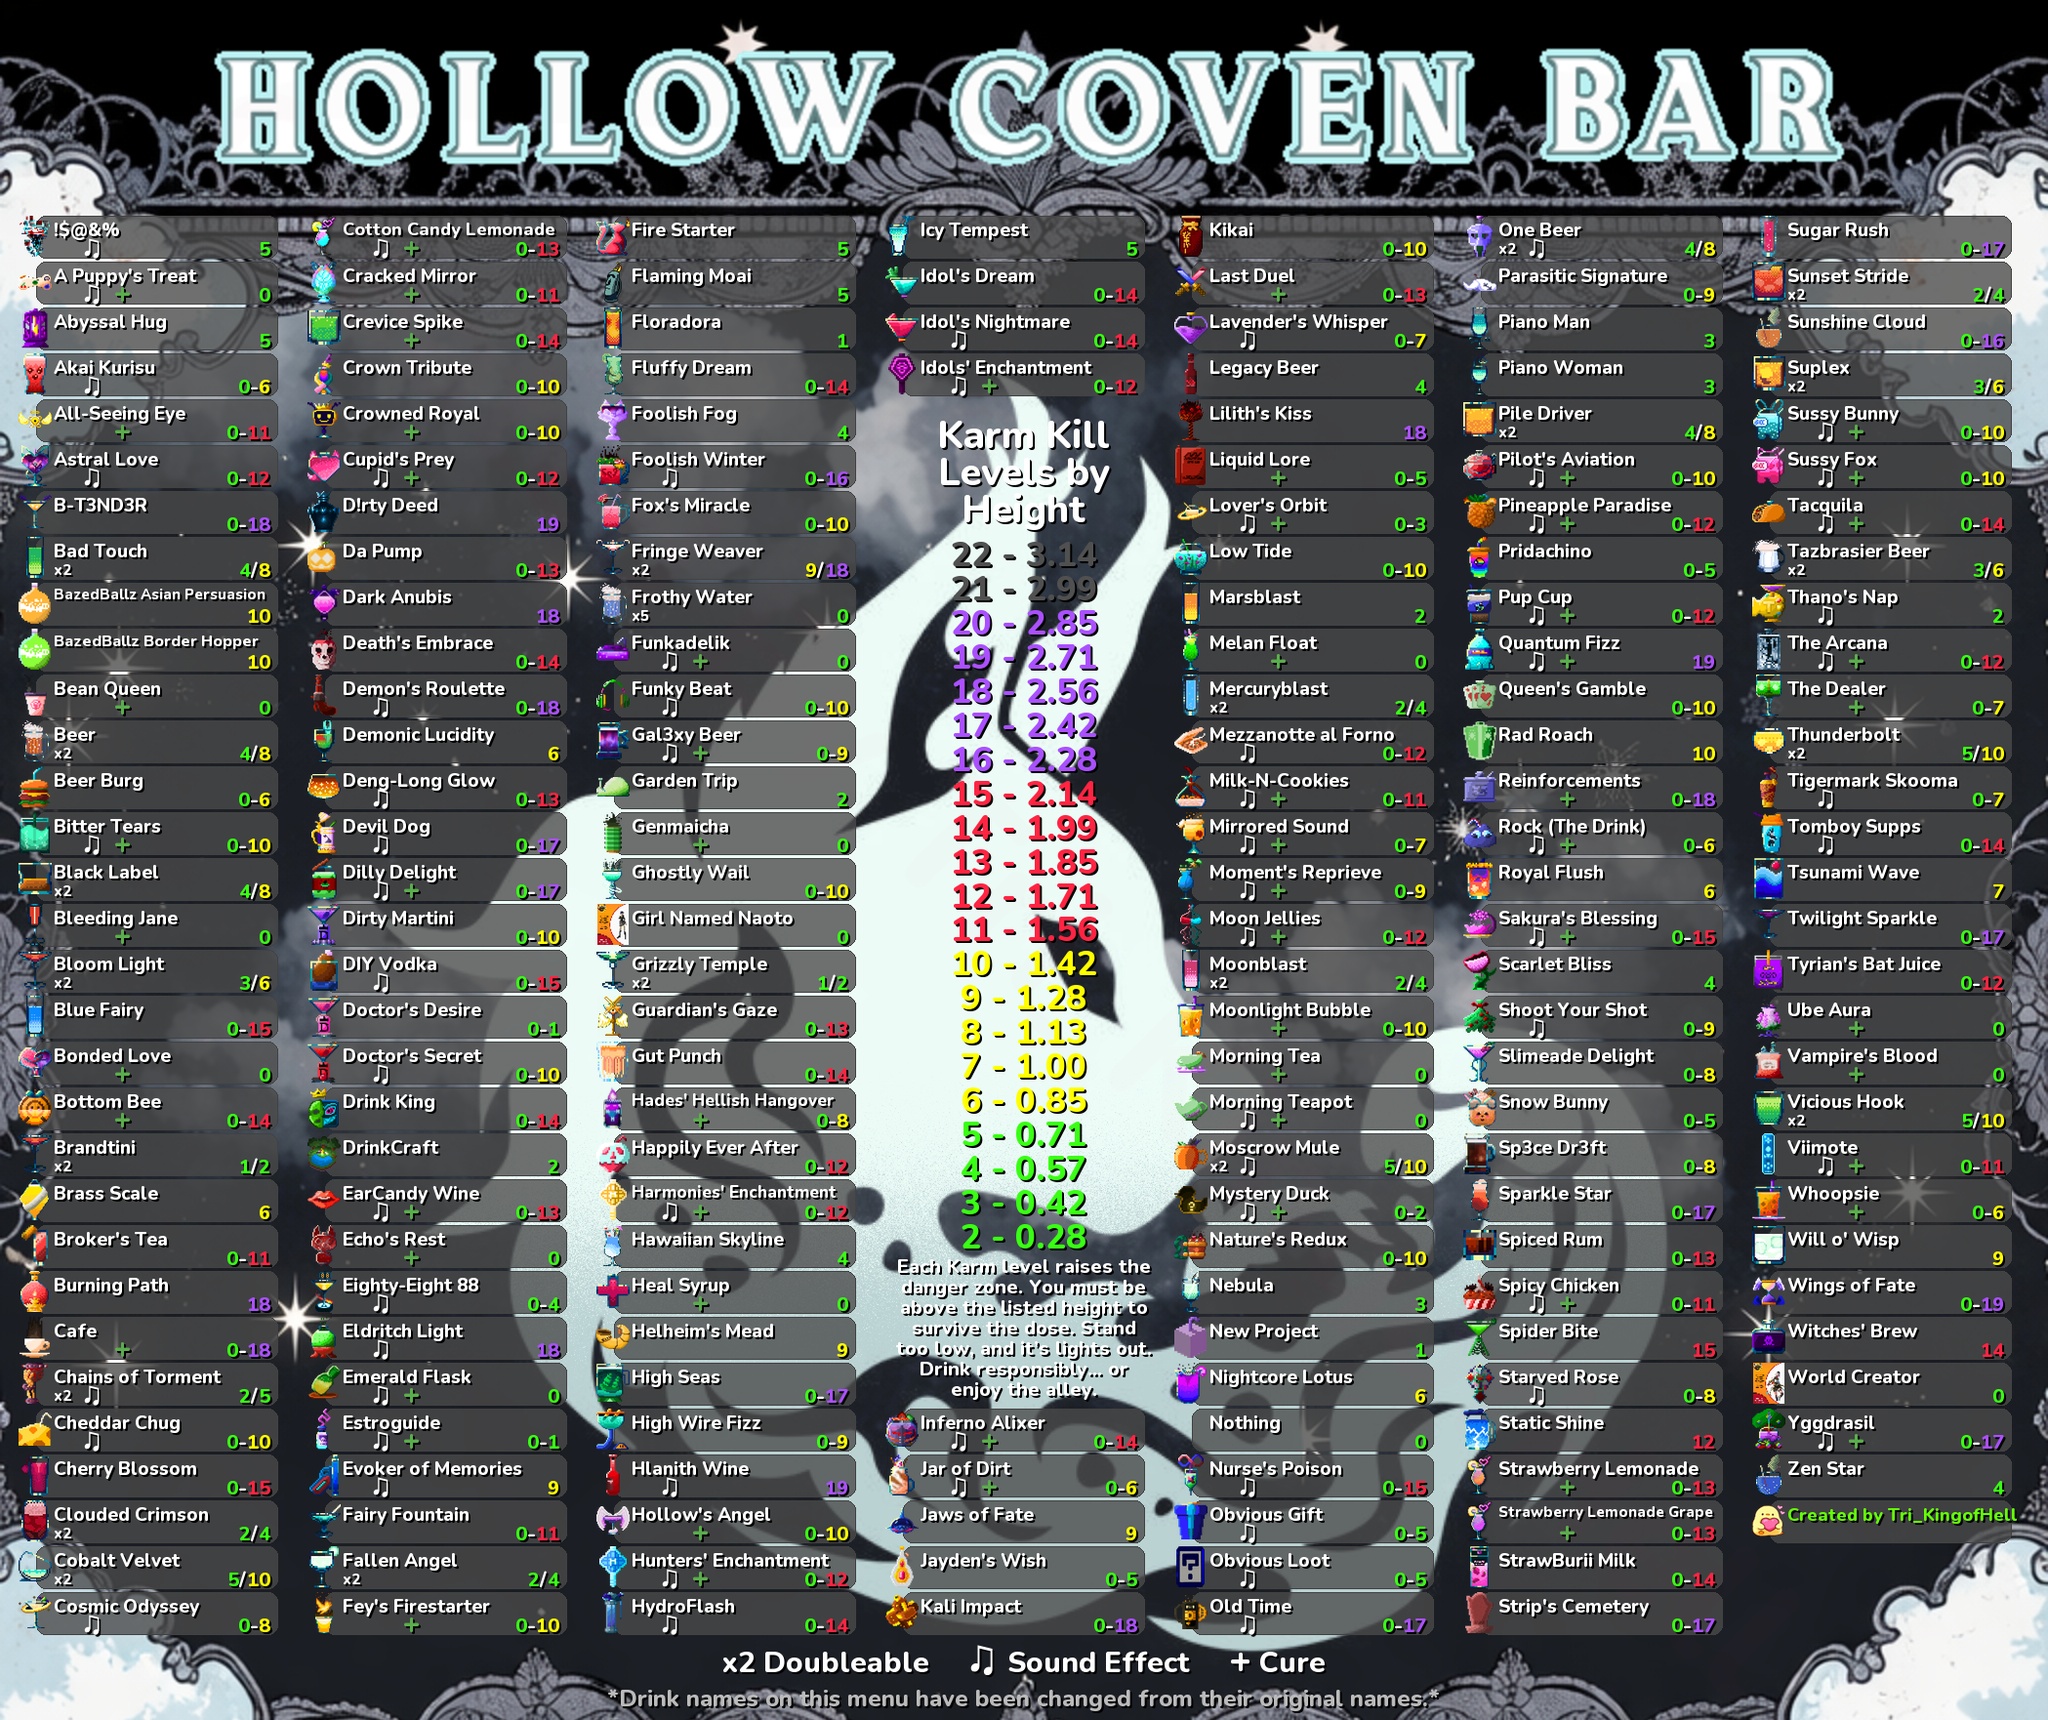 HOLLOW COVEN BAR
!$@&%
♫ 5
A Puppy's Treat
♫ + 0
Abyssal Hug
5
Akai Kurisu
♫ 0-6
All-Seeing Eye
+ 0-11
Astral Love
♫ 0-12
B-T3ND3R
0-18
Bad Touch
x2 4/8
BazedBallz Asian Persuasion
10
BazedBallz Border Hopper
10
Bean Queen
+ 0
Beer
x2 4/8
Beer Burg
0-6
Bitter Tears
♫ + 0-10
Black Label
x2 4/8
Bleeding Jane
+ 0
Bloom Light
x2 3/6
Blue Fairy
0-15
Bonded Love
+ 0
Bottom Bee
+ 0-14
Brandtini
x2 1/2
Brass Scale
6
Broker's Tea
0-11
Burning Path
18
Cafe
+ 0-18
Chains of Torment
x2 ♫ 2/5
Cheddar Chug
♫ 0-10
Cherry Blossom
0-15
Clouded Crimson
x2 2/4
Cobalt Velvet
x2 5/10
Cosmic Odyssey
♫ 0-8
Cotton Candy Lemonade
♫ + 0-13
Cracked Mirror
+ 0-11
Crevice Spike
+ 0-14
Crown Tribute
0-10
Crowned Royal
+ 0-10
Cupid's Prey
♫ + 0-12
D!rty Deed
19
Da Pump
0-13
Dark Anubis
18
Death's Embrace
0-14
Demon's Roulette
♫ 0-18
Demonic Lucidity
6
Deng-Long Glow
♫ 0-13
Devil Dog
♫ 0-17
Dilly Delight
♫ + 0-17
Dirty Martini
0-10
DIY Vodka
0-15
Doctor's Desire
0-1
Doctor's Secret
♫ 0-10
Drink King
0-14
DrinkCraft
2
EarCandy Wine
♫ + 0-13
Echo's Rest
+ 0
Eighty-Eight 88
♫ 0-4
Eldritch Light
♫ 18
Emerald Flask
♫ + 0
Estroguide
♫ + 0-1
Evoker of Memories
9
Fairy Fountain
0-11
Fallen Angel
x2 2/4
Fey's Firestarter
+ 0-10
Fire Starter
5
Flaming Moai
5
Floradora
1
Fluffy Dream
0-14
Foolish Fog
4
Foolish Winter
♫ 0-16
Fox's Miracle
0-10
Fringe Weaver
x2 9/18
Frothy Water
x5 0
Funkadelik
♫ + 0
Funky Beat
♫ 0-10
Gal3xy Beer
♫ + 0-9
Garden Trip
2
Genmaicha
+ 0
Ghostly Wail
0-10
Girl Named Naoto
0
Grizzly Temple
x2 1/2
Guardian's Gaze
0-13
Gut Punch
0-14
Hades' Hellish Hangover
+ 0-8
Happily Ever After
0-12
Harmonies' Enchantment
♫ + 0-12
Hawaiian Skyline
4
Heal Syrup
+ 0
Helheim's Mead
9
High Seas
0-17
High Wire Fizz
0-9
Hlanith Wine
♫ 19
Hollow's Angel
+ 0-10
Hunters' Enchantment
♫ + 0-12
HydroFlash
♫ 0-14
Icy Tempest
5
Idol's Dream
0-14
Idol's Nightmare
♫ 0-14
Idols' Enchantment
♫ + 0-12
Karm Kill
Levels by
Height
22 - 3.14
21 - 2.99
20 - 2.85
19 - 2.71
18 - 2.56
17 - 2.42
16 - 2.28
15 - 2.14
14 - 1.99
13 - 1.85
12 - 1.71
11 - 1.56
10 - 1.42
9 - 1.28
8 - 1.13
7 - 1.00
6 - 0.85
5 - 0.71
4 - 0.57
3 - 0.42
2 - 0.28
Each Karm level raises the
danger zone. You must be
above the listed height to
survive the dose. Stand
too low, and it's lights out.
Drink responsibly... or
enjoy the alley.
Inferno Alixer
♫ + 0-14
Jar of Dirt
♫ + 0-6
Jaws of Fate
9
Jayden's Wish
0-5
Kali Impact
0-18
Kikai
0-10
Last Duel
+ 0-13
Lavender's Whisper
♫ 0-7
Legacy Beer
4
Lilith's Kiss
18
Liquid Lore
+ 0-5
Lover's Orbit
♫ + 0-3
Low Tide
0-10
Marsblast
2
Melan Float
+ 0
Mercuryblast
x2 2/4
Mezzanotte al Forno
♫ 0-12
Milk-N-Cookies
♫ + 0-11
Mirrored Sound
♫ + 0-7
Moment's Reprieve
♫ + 0-9
Moon Jellies
♫ + 0-12
Moonblast
x2 2/4
Moonlight Bubble
+ 0-10
Morning Tea
+ 0
Morning Teapot
+ 0
Moscrow Mule
x2 ♫ 5/10
Mystery Duck
♫ + 0-2
Nature's Redux
0-10
Nebula
3
New Project
1
Nightcore Lotus
6
Nothing
0
Nurse's Poison
♫ 0-15
Obvious Gift
♫ 0-5
Obvious Loot
♫ 0-5
Old Time
♫ 0-17
One Beer
x2 ♫ 4/8
Parasitic Signature
0-9
Piano Man
3
Piano Woman
3
Pile Driver
x2 4/8
Pilot's Aviation
♫ + 0-10
Pineapple Paradise
♫ + 0-12
Pridachino
0-5
Pup Cup
♫ + 0-12
Quantum Fizz
♫ + 19
Queen's Gamble
0-10
Rad Roach
10
Reinforcements
+ 0-18
Rock (The Drink)
♫ + 0-6
Royal Flush
6
Sakura's Blessing
♫ + 0-15
Scarlet Bliss
4
Shoot Your Shot
♫ 0-9
Slimeade Delight
0-8
Snow Bunny
0-5
Sp3ce Dr3ft
0-8
Sparkle Star
0-17
Spiced Rum
0-13
Spicy Chicken
♫ + 0-11
Spider Bite
15
Starved Rose
♫ 0-8
Static Shine
12
Strawberry Lemonade
+ 0-13
Strawberry Lemonade Grape
+ 0-13
StrawBurii Milk
0-14
Strip's Cemetery
0-17
Sugar Rush
0-17
Sunset Stride
x2 2/4
Sunshine Cloud
0-16
Suplex
x2 3/6
Sussy Bunny
♫ + 0-10
Sussy Fox
♫ + 0-10
Tacquila
♫ + 0-14
Tazbrasier Beer
x2 3/6
Thano's Nap
♫ 2
The Arcana
♫ + 0-12
The Dealer
+ 0-7
Thunderbolt
x2 5/10
Tigermark Skooma
♫ 0-7
Tomboy Supps
♫ 0-14
Tsunami Wave
7
Twilight Sparkle
0-17
Tyrian's Bat Juice
0-12
Ube Aura
+ 0
Vampire's Blood
+ 0
Vicious Hook
x2 5/10
Viimote
♫ + 0-11
Whoopsie
+ 0-6
Will o' Wisp
9
Wings of Fate
0-19
Witches' Brew
14
World Creator
0
Yggdrasil
♫ + 0-17
Zen Star
4
Created by Tri_KingofHell
x2 Doubleable ♫ Sound Effect + Cure
*Drink names on this menu have been changed from their original names.*